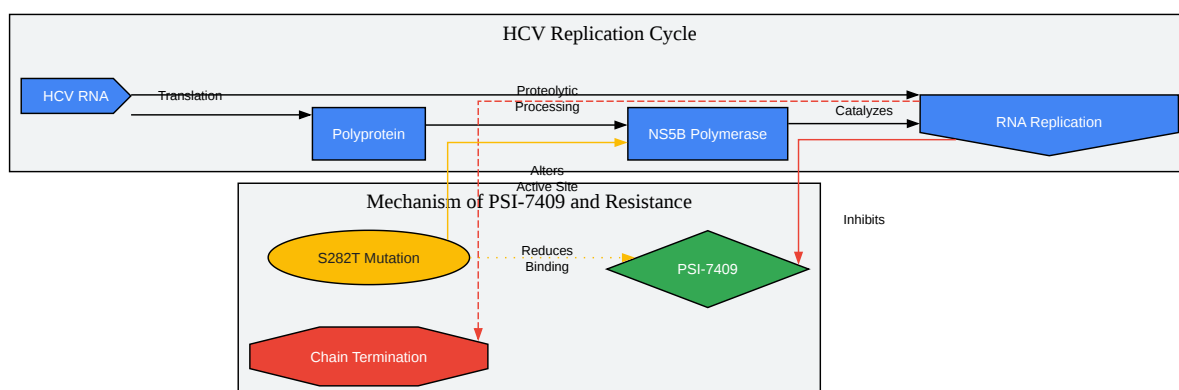 HCV Replication Cycle
HCV RNA
Translation
Proteolytic
Processing
Catalyzes
RNA Replication
Polyprotein
NS5B Polymerase
Alters
Active Site
Mechanism of PSI-7409 and Resistance
Inhibits
S282T Mutation
Reduces
Binding
PSI-7409
Chain Termination